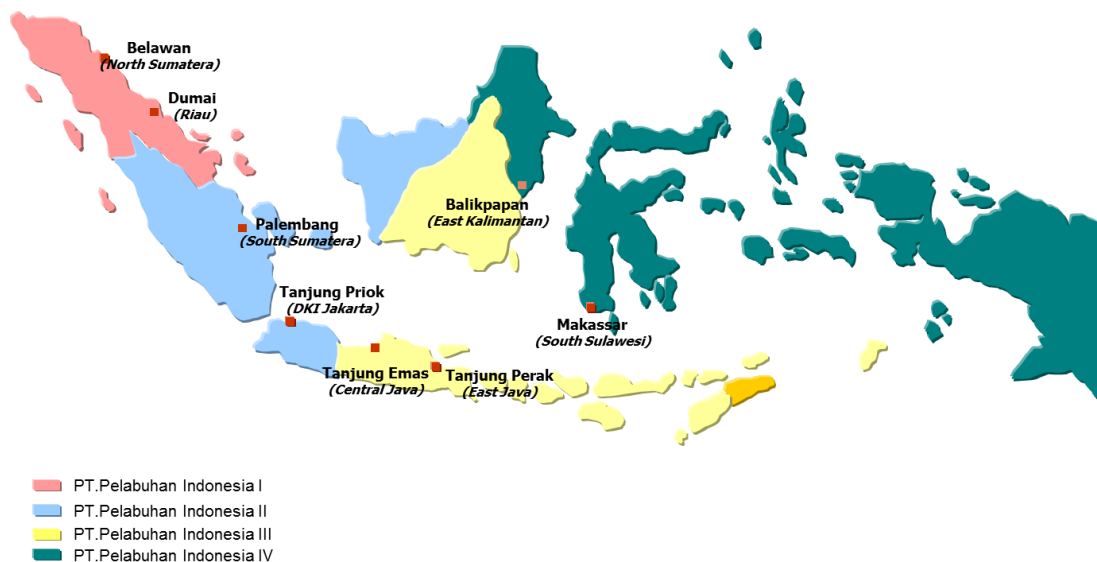 Belawan
(North Sumatera)
Dumai
(Riau)
Balikpapan
(East Kalimantan)
Palembang
(South Sumatera)
Tanjung Priok
(DKI Jakarta)
Makassar
(South Sulawesi)
Tanjung Emas
(Central Java)
Tanjung Perak
(East Java)
PT.Pelabuhan Indonesia I
PT.Pelabuhan Indonesia II
PT.Pelabuhan Indonesia III
PT.Pelabuhan Indonesia IV